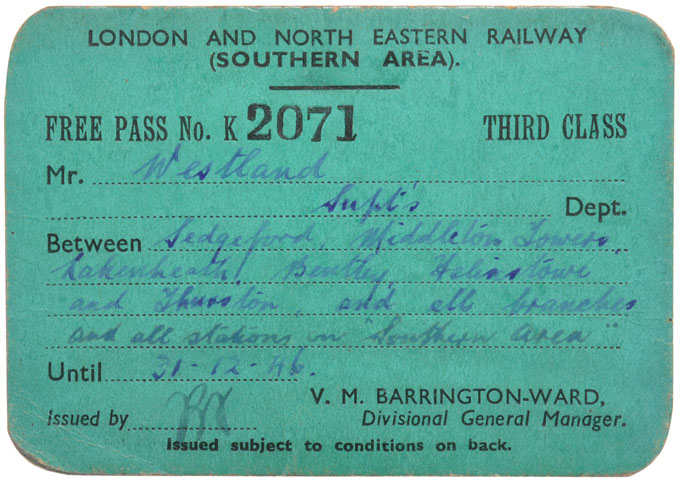 LONDON AND NORTH EASTERN RAILWAY
(SOUTHERN AREA).
FREE PASS No. K 2071 THIRD CLASS
Mr. Westland
Supt's Dept.
Between Sedgeford, Middleton Towers,
Lakenheath, Bentley, Felixstowe
and Thurston, and all branches
and all stations in "Southern Area"
Until 31-12-46.
Issued by V. M. BARRINGTON-WARD,
Divisional General Manager.
Issued subject to conditions on back.